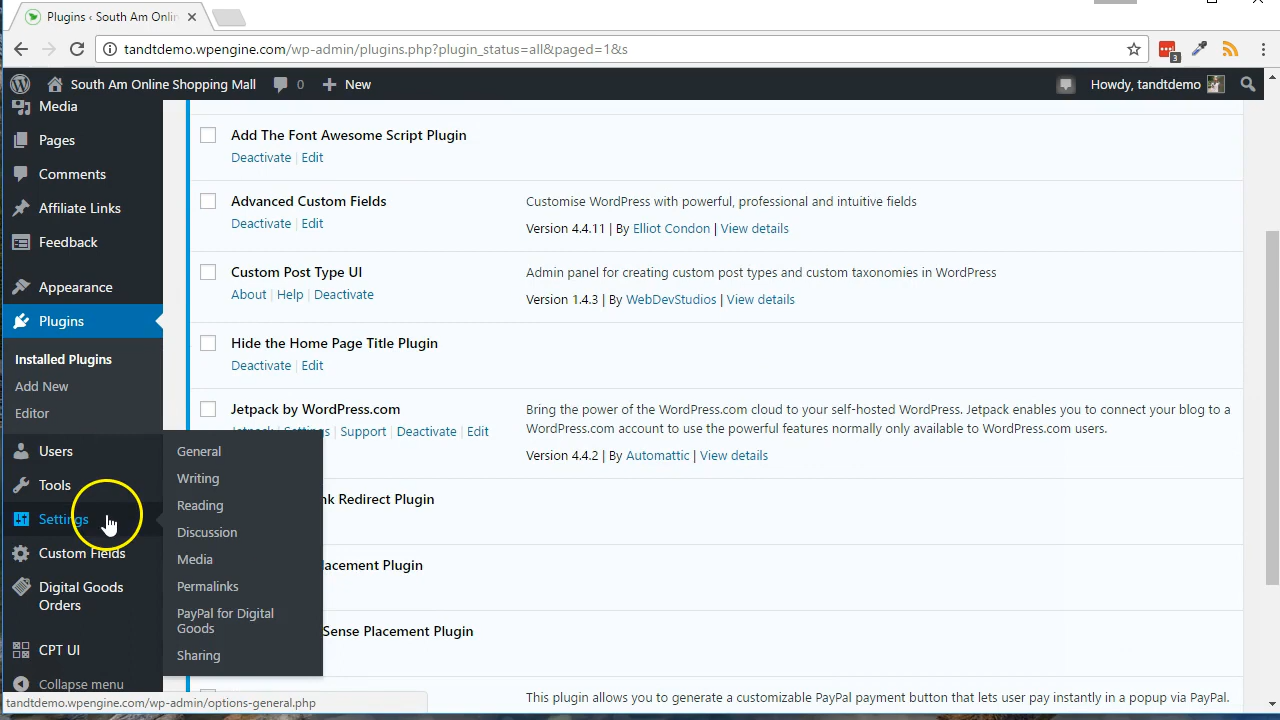 Plugins ‹ South Am Onlin
tandtdemo.wpengine.com/wp-admin/plugins.php?plugin_status=all&paged=1&s
3
South Am Online Shopping Mall
0
New
Howdy, tandtdemo
Media
Pages
Comments
Affiliate Links
Feedback
Appearance
Plugins
Installed Plugins
Add New
Editor
Users
Tools
Settings
Custom Fields
Digital Goods
Orders
CPT UI
Collapse menu
General
Writing
Reading
Discussion
Media
Permalinks
PayPal for Digital
Goods
Sharing
Add The Font Awesome Script Plugin
Deactivate | Edit
Advanced Custom Fields
Deactivate | Edit
Customise WordPress with powerful, professional and intuitive fields
Version 4.4.11 | By Elliot Condon | View details
Custom Post Type UI
About | Help | Deactivate
Admin panel for creating custom post types and custom taxonomies in WordPress
Version 1.4.3 | By WebDevStudios | View details
Hide the Home Page Title Plugin
Deactivate | Edit
Jetpack by WordPress.com
Jetpack | Settings | Support | Deactivate | Edit
Bring the power of the WordPress.com cloud to your self-hosted WordPress. Jetpack enables you to connect your blog to a
WordPress.com account to use the powerful features normally only available to WordPress.com users.
Version 4.4.2 | By Automattic | View details
nk Redirect Plugin
lacement Plugin
Sense Placement Plugin
This plugin allows you to generate a customizable PayPal payment button that lets user pay instantly in a popup via PayPal.
tandtdemo.wpengine.com/wp-admin/options-general.php